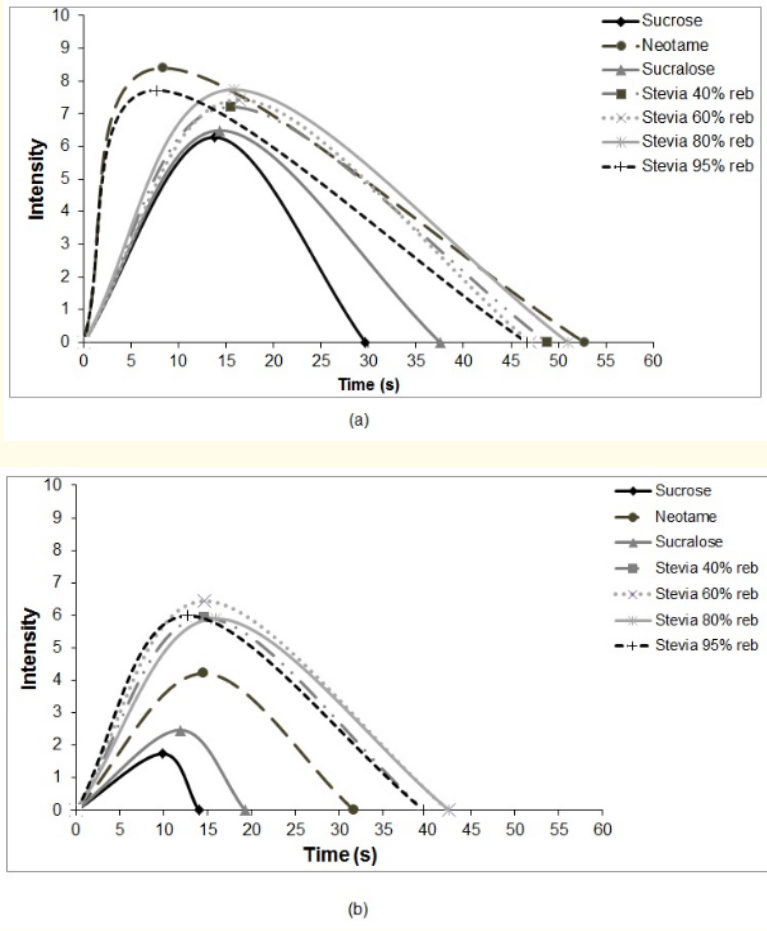 10
9
8
7
6
5
4
3
2
1
0
Intensity
0 5 10 15 20 25 30 35 40 45 50 55 60
Time (s)
Sucrose
Neotame
Sucralose
Stevia 40% reb
Stevia 60% reb
Stevia 80% reb
Stevia 95% reb
(a)
10
9
8
7
6
5
4
3
2
1
0
Intensity
0 5 10 15 20 25 30 35 40 45 50 55 60
Time (s)
Sucrose
Neotame
Sucralose
Stevia 40% reb
Stevia 60% reb
Stevia 80% reb
Stevia 95% reb
(b)